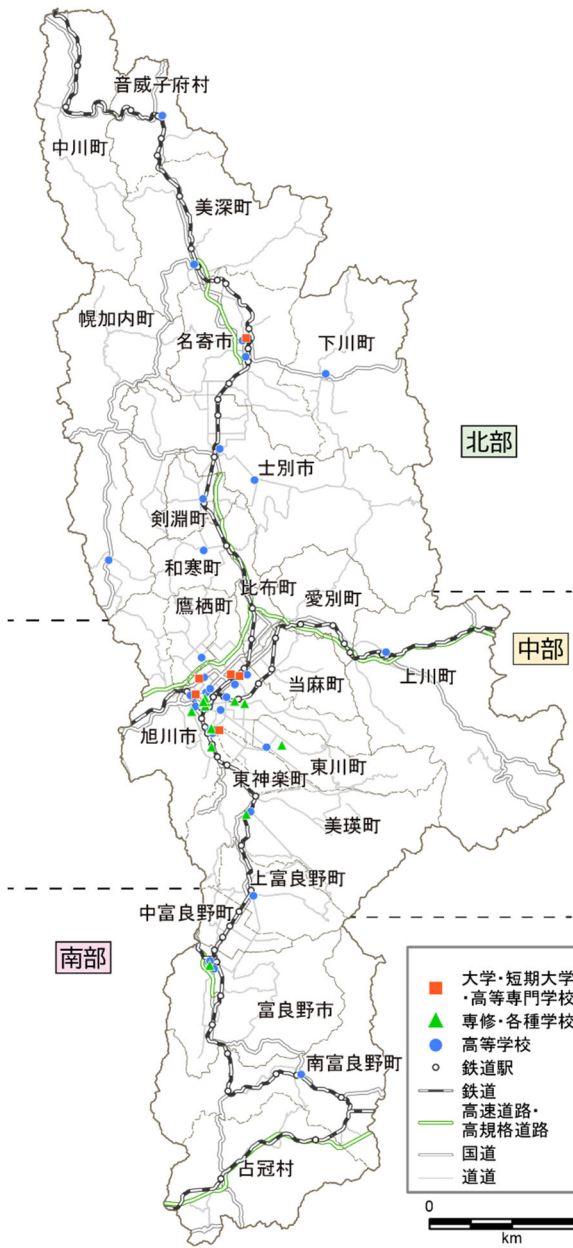 音威子府村
中川町
美深町
幌加内町
名寄市
下川町
北部
士別市
剣淵町
和寒町
比布町
愛別町
鷹栖町
中部
上川町
当麻町
旭川市
東川町
東神楽町
美瑛町
上富良野町
中富良野町
南部
富良野市
南富良野町
占冠村
大学・短期大学
・高等専門学校
専修・各種学校
高等学校
鉄道駅
鉄道
高速道路・
高規格道路
国道
道道
0
km